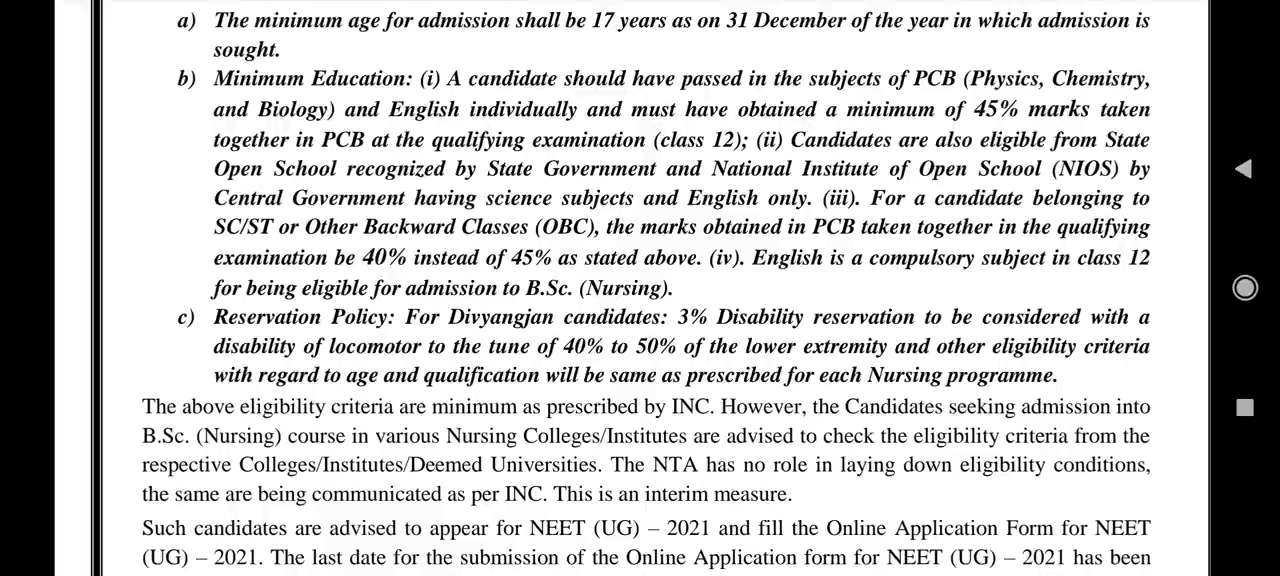 a) The minimum age for admission shall be 17 years as on 31 December of the year in which admission is
sought.
b) Minimum Education: (i) A candidate should have passed in the subjects of PCB (Physics, Chemistry,
and Biology) and English individually and must have obtained a minimum of 45% marks taken
together in PCB at the qualifying examination (class 12); (ii) Candidates are also eligible from State
Open School recognized by State Government and National Institute of Open School (NIOS) by
Central Government having science subjects and English only. (iii). For a candidate belonging to
SC/ST or Other Backward Classes (OBC), the marks obtained in PCB taken together in the qualifying
examination be 40% instead of 45% as stated above. (iv). English is a compulsory subject in class 12
for being eligible for admission to B.Sc. (Nursing).
c) Reservation Policy: For Divyangjan candidates: 3% Disability reservation to be considered with a
disability of locomotor to the tune of 40% to 50% of the lower extremity and other eligibility criteria
with regard to age and qualification will be same as prescribed for each Nursing programme.
The above eligibility criteria are minimum as prescribed by INC. However, the Candidates seeking admission into
B.Sc. (Nursing) course in various Nursing Colleges/Institutes are advised to check the eligibility criteria from the
respective Colleges/Institutes/Deemed Universities. The NTA has no role in laying down eligibility conditions,
the same are being communicated as per INC. This is an interim measure.
Such candidates are advised to appear for NEET (UG) – 2021 and fill the Online Application Form for NEET
(UG) – 2021. The last date for the submission of the Online Application form for NEET (UG) – 2021 has been